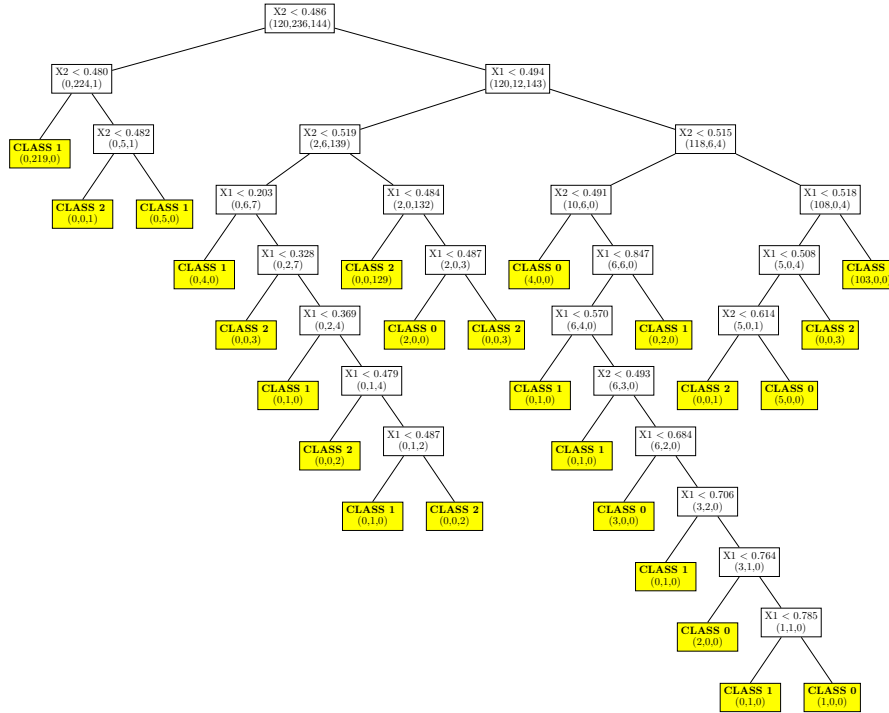 X2 < 0.486
(120,236,144)
X2 < 0.480
(0,224,1)
X1 < 0.494
(120,12,143)
CLASS 1
(0,219,0)
X2 < 0.482
(0,5,1)
X2 < 0.519
(2,6,139)
X2 < 0.515
(118,6,4)
CLASS 2
(0,0,1)
CLASS 1
(0,5,0)
X1 < 0.203
(0,6,7)
X1 < 0.484
(2,0,132)
X2 < 0.491
(10,6,0)
X1 < 0.518
(108,0,4)
CLASS 1
(0,4,0)
X1 < 0.328
(0,2,7)
CLASS 2
(0,0,129)
X1 < 0.487
(2,0,3)
CLASS 0
(4,0,0)
X1 < 0.847
(6,6,0)
X1 < 0.508
(5,0,4)
CLASS
(103,0,0)
CLASS 2
(0,0,3)
X1 < 0.369
(0,2,4)
CLASS 0
(2,0,0)
CLASS 2
(0,0,3)
X1 < 0.570
(6,4,0)
CLASS 1
(0,2,0)
X2 < 0.614
(5,0,1)
CLASS 2
(0,0,3)
CLASS 1
(0,1,0)
X1 < 0.479
(0,1,4)
CLASS 1
(0,1,0)
X2 < 0.493
(6,3,0)
CLASS 2
(0,0,1)
CLASS 0
(5,0,0)
CLASS 2
(0,0,2)
X1 < 0.487
(0,1,2)
CLASS 1
(0,1,0)
X1 < 0.684
(6,2,0)
CLASS 1
(0,1,0)
CLASS 2
(0,0,2)
CLASS 0
(3,0,0)
X1 < 0.706
(3,2,0)
CLASS 1
(0,1,0)
X1 < 0.764
(3,1,0)
CLASS 0
(2,0,0)
X1 < 0.785
(1,1,0)
CLASS 1
(0,1,0)
CLASS 0
(1,0,0)